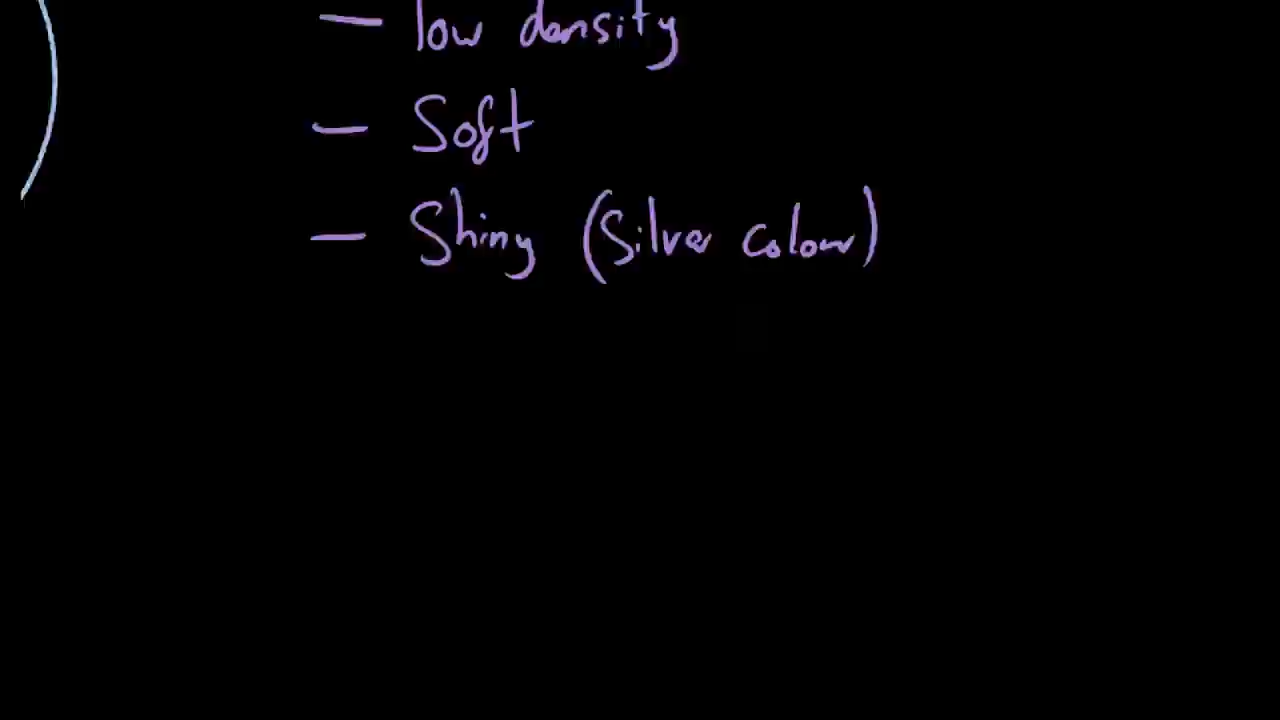 — low density
— Soft
— Shiny (Silver colour)